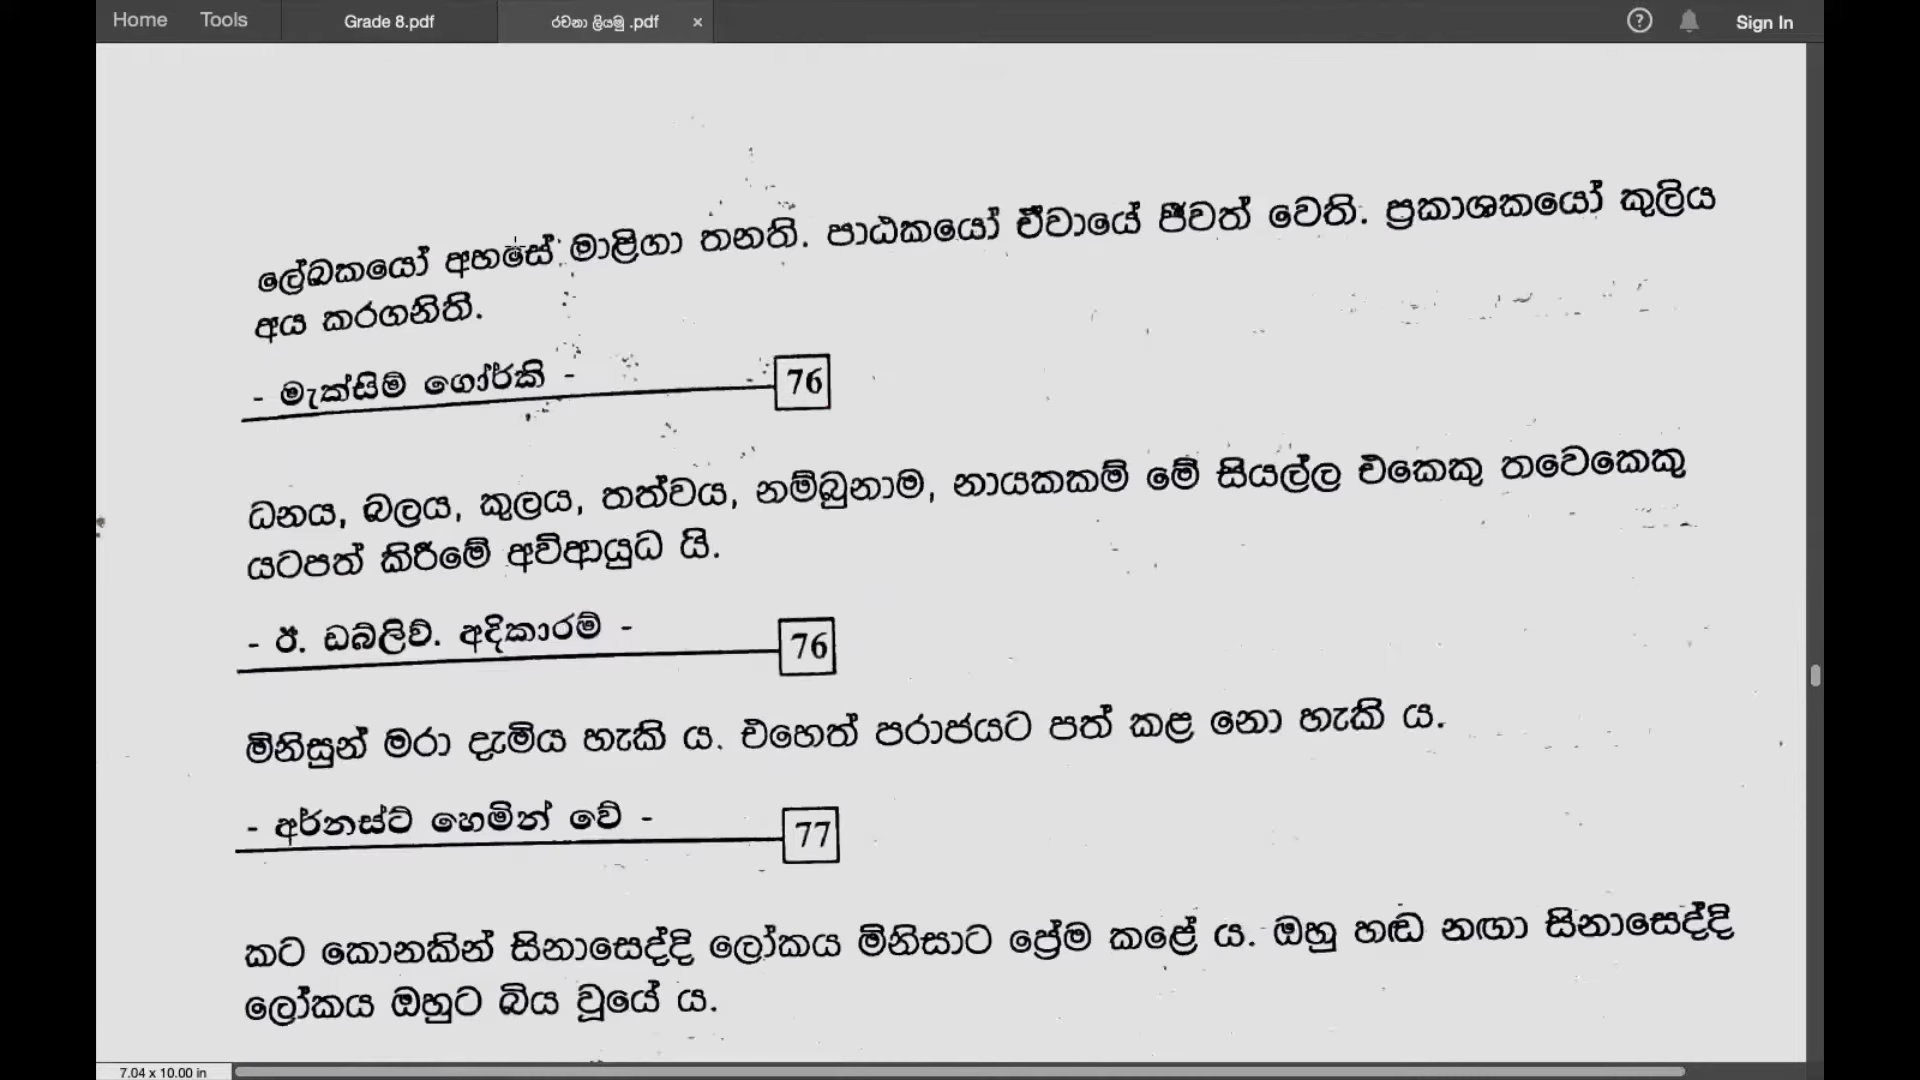 Home Tools Grade 8.pdf රචනා ලියමු .pdf × ? Sign In
ලේඛකයෝ අහසේ මාළිගා තනති. පාඨකයෝ ඒවායේ ජීවත් වෙති. ප්‍රකාශකයෝ කුලිය
අය කරගනිති.
- මැක්සිම් ගෝර්කි - 76
ධනය, බලය, කුලය, තත්වය, නම්බුනාම, නායකකම් මේ සියල්ල එකෙකු තවෙකෙකු
යටපත් කිරීමේ අවිආයුධ යි.
- ඊ. ඩබ්ලිව්. අදිකාරම් - 76
මිනිසුන් මරා දැමිය හැකි ය. එහෙත් පරාජයට පත් කළ නො හැකි ය.
- අර්නස්ට් හෙමින් වේ - 77
කට කොනකින් සිනාසෙද්දි ලෝකය මිනිසාට ප්‍රේම කළේ ය. ඔහු හඬ නඟා සිනාසෙද්දි
ලෝකය ඔහුට බිය වූයේ ය.
7.04 x 10.00 in